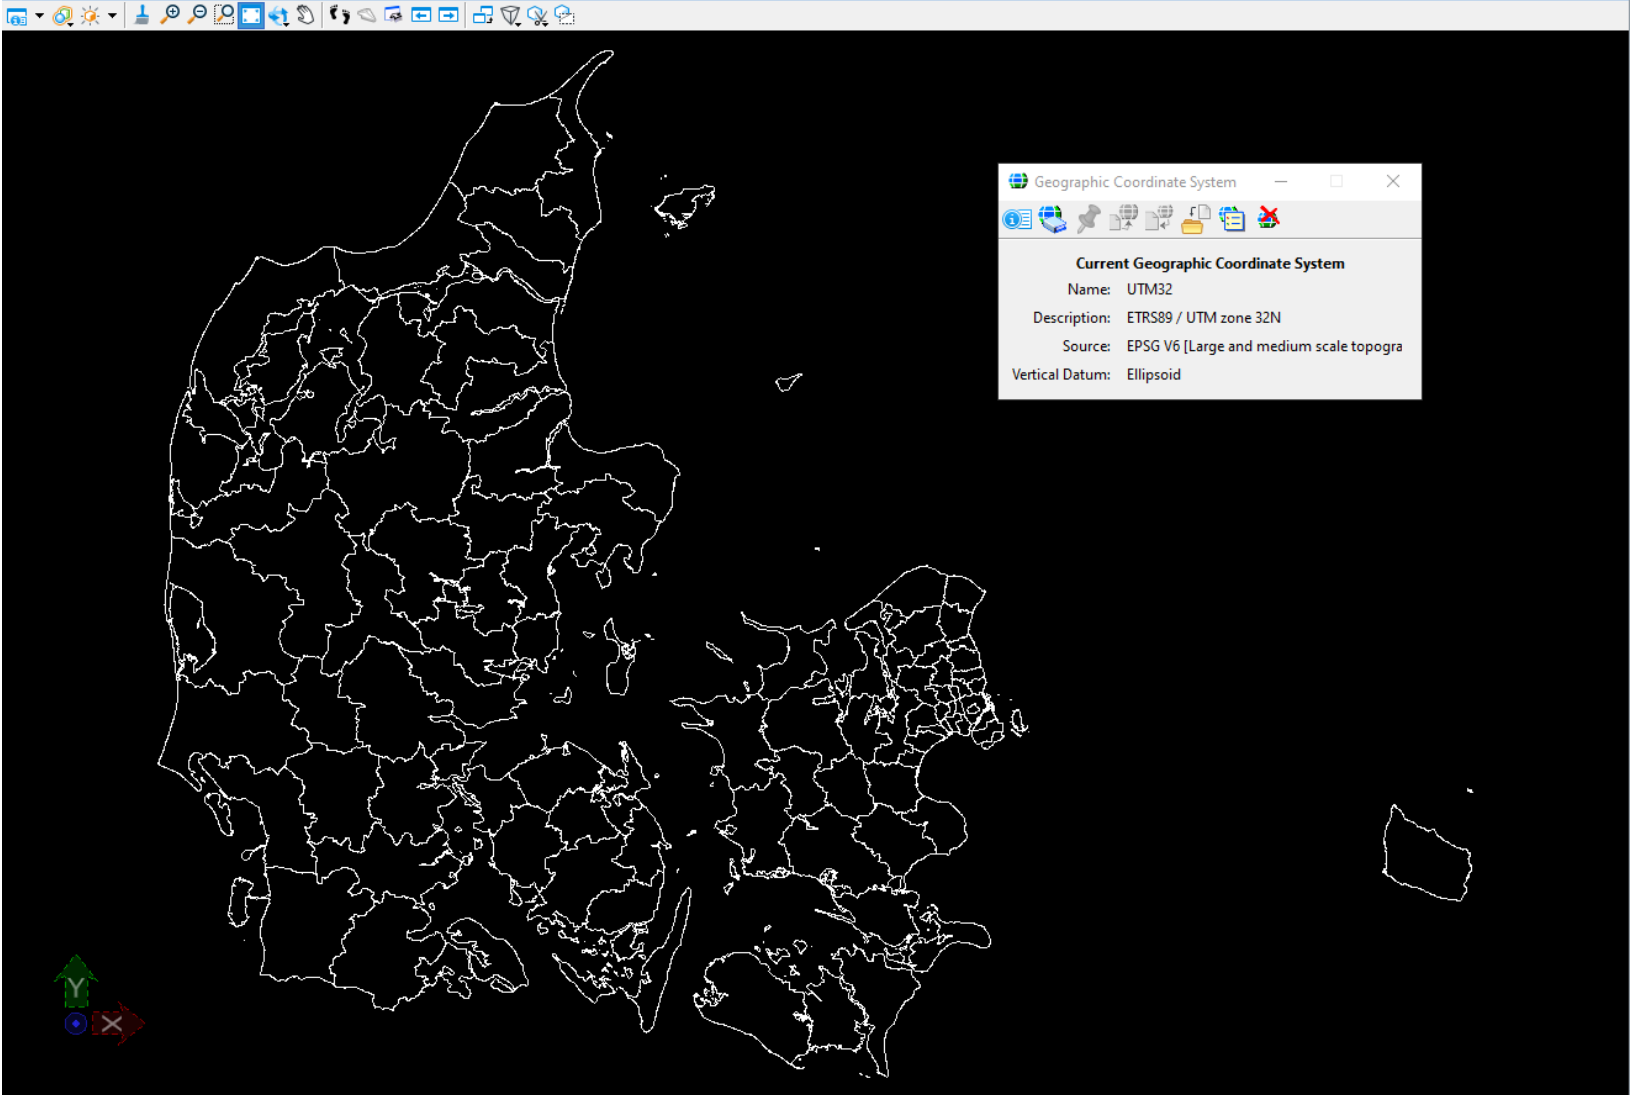 Geographic Coordinate System
Current Geographic Coordinate System
Name: UTM32
Description: ETRS89 / UTM zone 32N
Source: EPSG V6 [Large and medium scale topogra
Vertical Datum: Ellipsoid
Y
X